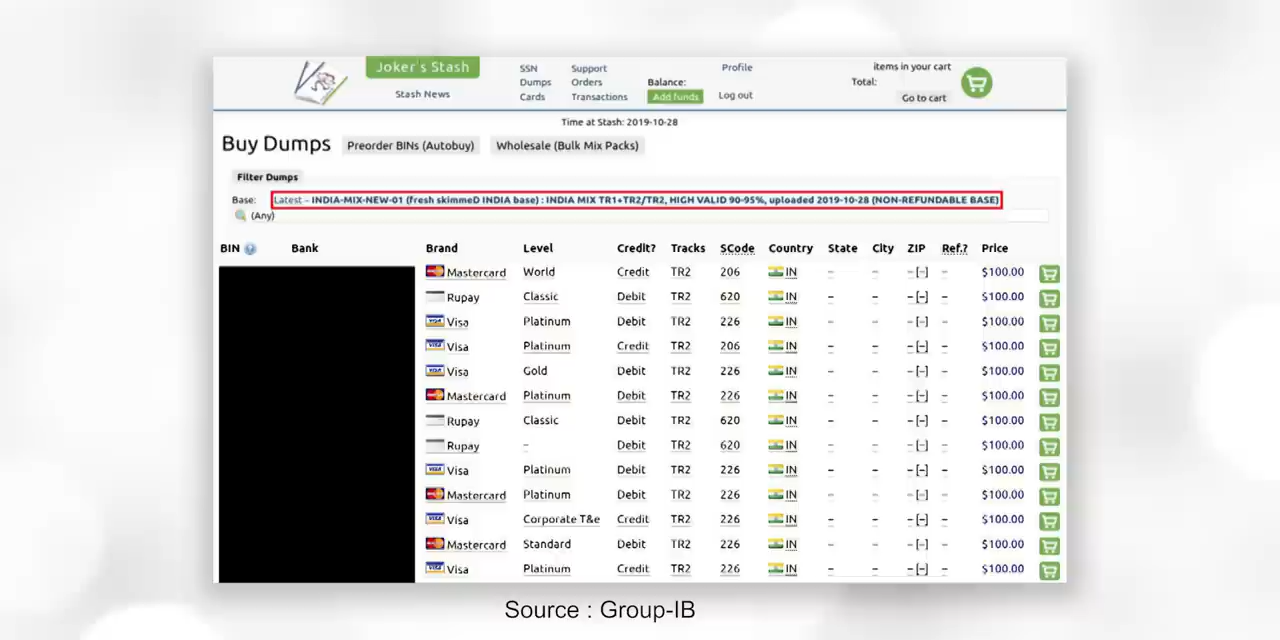 Joker's Stash
Stash News
SSN Support Profile items in your cart
Dumps Orders Balance: Total:
Cards Transactions Add funds Log out Go to cart
Time at Stash: 2019-10-28
Buy Dumps Preorder BINs (Autobuy) Wholesale (Bulk Mix Packs)
Filter Dumps
Base: Latest – INDIA-MIX-NEW-01 (fresh skimmeD INDIA base) : INDIA MIX TR1+TR2/TR2, HIGH VALID 90-95%, uploaded 2019-10-28 (NON-REFUNDABLE BASE)
(Any)
BIN Bank Brand Level Credit? Tracks SCode Country State City ZIP Ref.? Price
Mastercard World Credit TR2 206 IN – – – [–] – $100.00
Rupay Classic Debit TR2 620 IN – – – [–] – $100.00
VISA Visa Platinum Debit TR2 226 IN – – – [–] – $100.00
VISA Visa Platinum Credit TR2 206 IN – – – [–] – $100.00
VISA Visa Gold Debit TR2 226 IN – – – [–] – $100.00
Mastercard Platinum Debit TR2 226 IN – – – [–] – $100.00
Rupay Classic Debit TR2 620 IN – – – [–] – $100.00
Rupay – Debit TR2 620 IN – – – [–] – $100.00
VISA Visa Platinum Debit TR2 226 IN – – – [–] – $100.00
Mastercard Platinum Debit TR2 226 IN – – – [–] – $100.00
VISA Visa Corporate T&e Credit TR2 226 IN – – – [–] – $100.00
Mastercard Standard Debit TR2 226 IN – – – [–] – $100.00
VISA Visa Platinum Credit TR2 226 IN – – – [–] – $100.00
Source : Group-IB